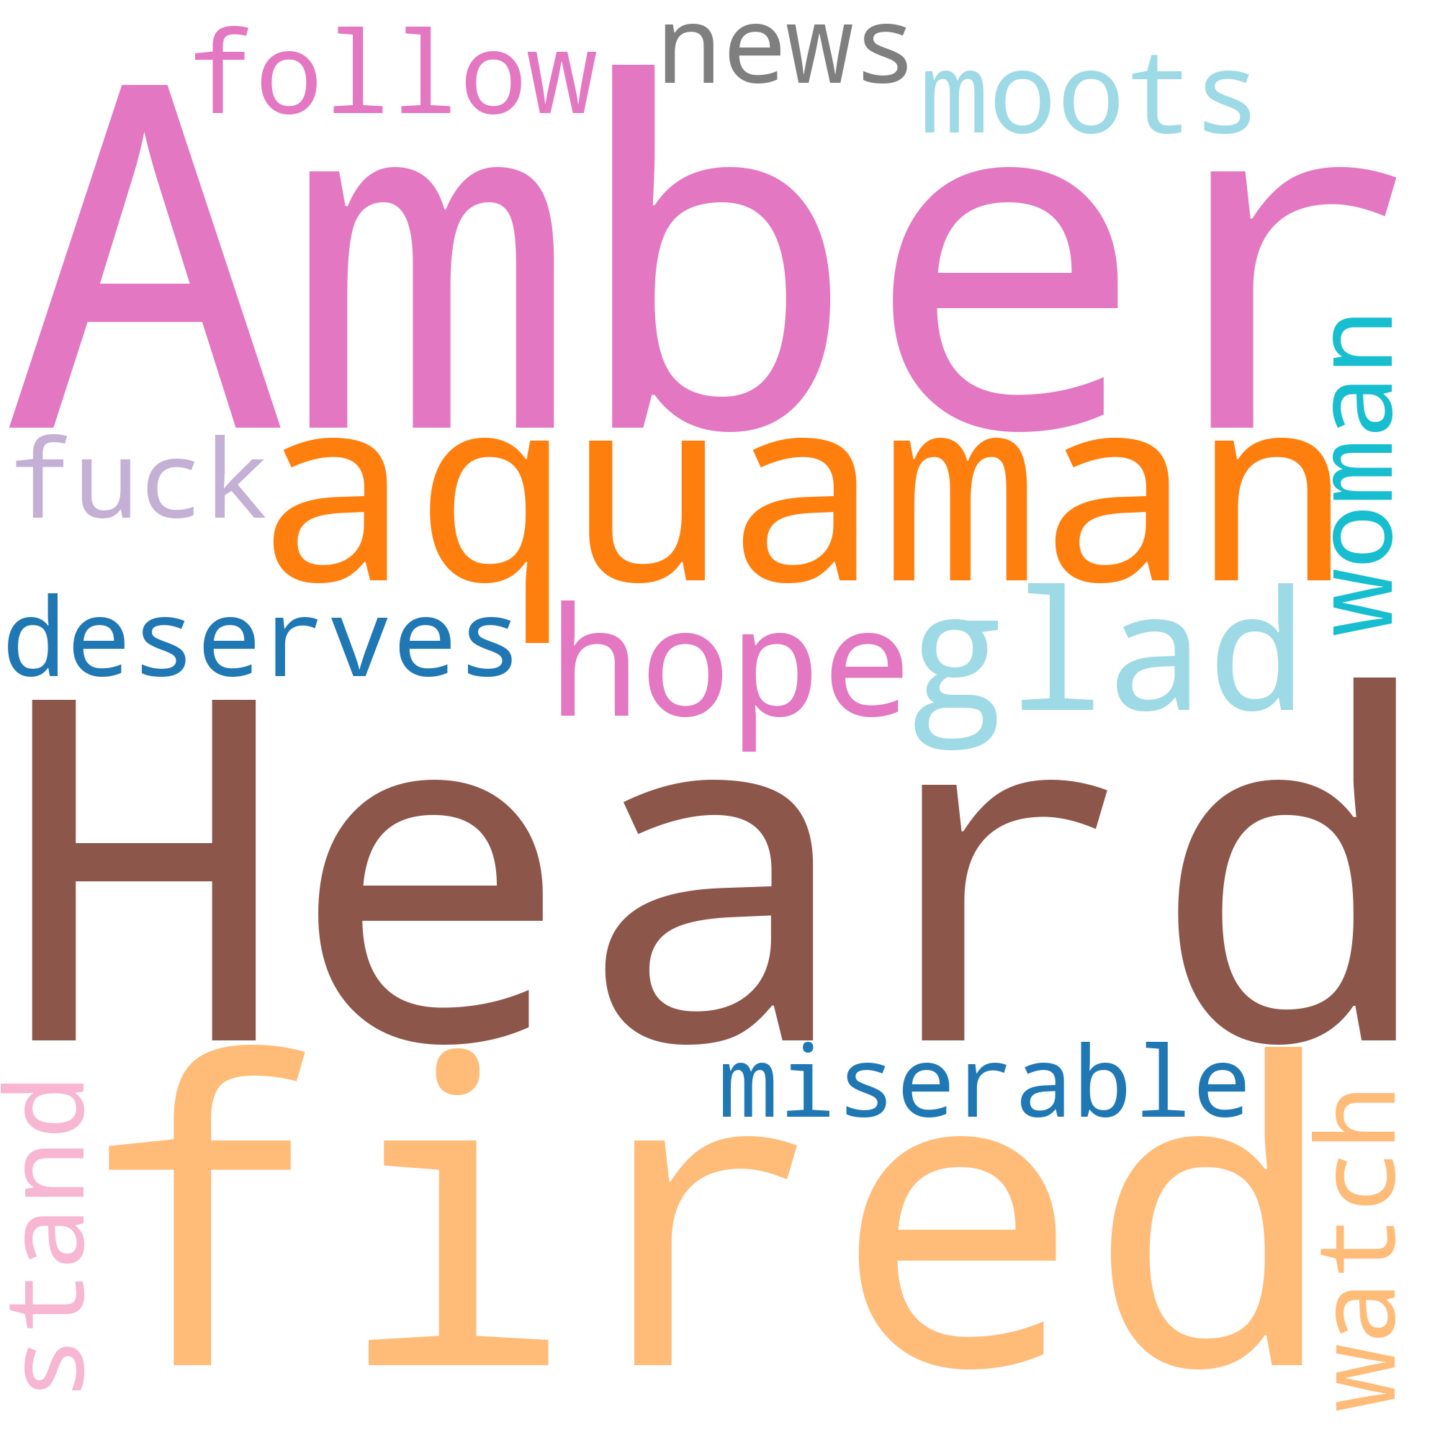 follow news moots
Amber
woman
fuck aquaman
deserves hope glad
Heard
miserable
stand fired watch